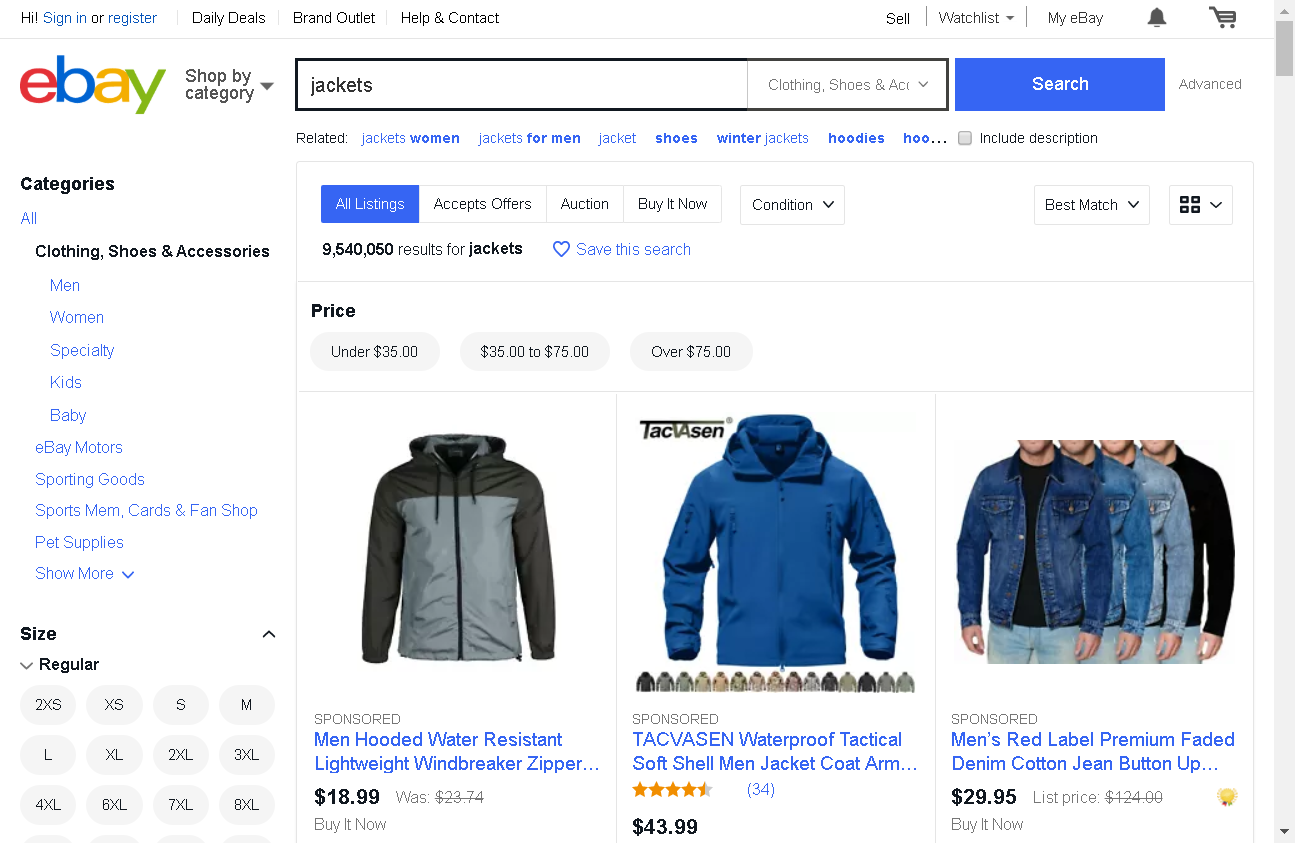 Hi! Sign in or register
Daily Deals
Brand Outlet
Help & Contact
Sell
Watchlist
My eBay
ebay
Shop by category
jackets
Clothing, Shoes & Acc
Search
Advanced
Related: jackets women jackets for men jacket shoes winter jackets hoodies hoo...
Include description
Categories
All
Clothing, Shoes & Accessories
Men
Women
Specialty
Kids
Baby
eBay Motors
Sporting Goods
Sports Mem, Cards & Fan Shop
Pet Supplies
Show More
Size
Regular
2XS XS S M
L XL 2XL 3XL
4XL 6XL 7XL 8XL
All Listings
Accepts Offers
Auction
Buy It Now
Condition
Best Match
9,540,050 results for jackets
Save this search
Price
Under $35.00
$35.00 to $75.00
Over $75.00
SPONSORED
Men Hooded Water Resistant
Lightweight Windbreaker Zipper...
$18.99 Was: $23.74
Buy It Now
TACVASEN®
SPONSORED
TACVASEN Waterproof Tactical
Soft Shell Men Jacket Coat Arm...
(34)
$43.99
SPONSORED
Men's Red Label Premium Faded
Denim Cotton Jean Button Up...
$29.95 List price: $124.00
Buy It Now